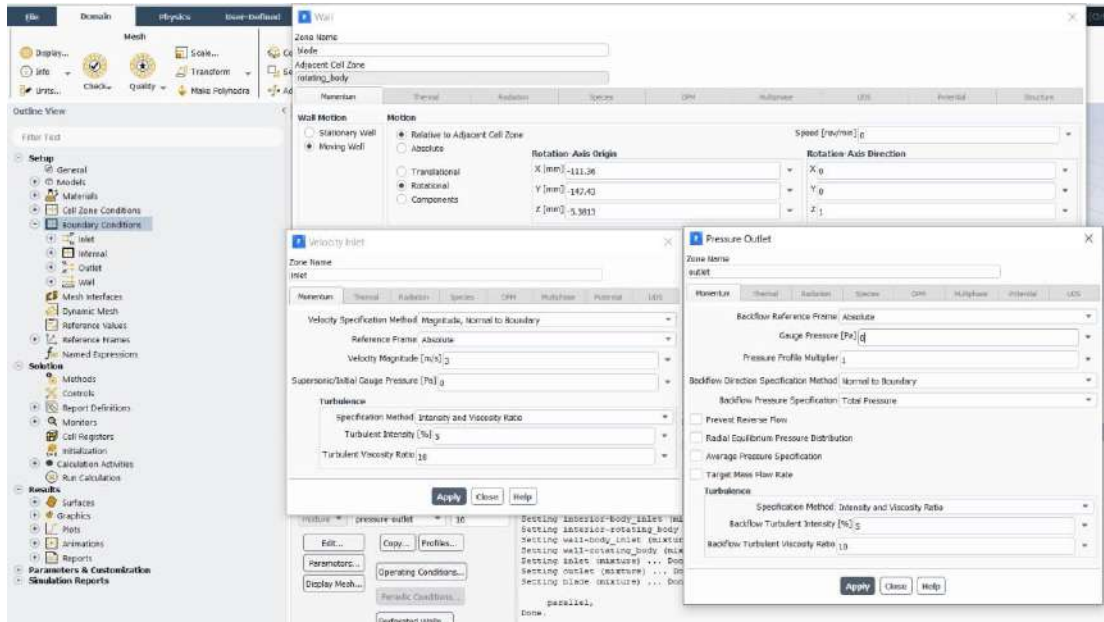 File Domain Physics User-Defined
Mesh
Display...
Info
Units...
Check
Quality
Scale...
Transform
Make Polyhedra
Outline View
Filter Text
Setup
General
Models
Materials
Cell Zone Conditions
Boundary Conditions
Inlet
Internal
Outlet
Wall
Mesh Interfaces
Dynamic Mesh
Reference Values
Reference Frames
Named Expressions
Solution
Methods
Controls
Report Definitions
Monitors
Cell Registers
Initialization
Calculation Activities
Run Calculation
Results
Surfaces
Graphics
Plots
Animations
Reports
Parameters & Customization
Simulation Reports
Wall
Zone Name
blade
Adjacent Cell Zone
rotating_body
Momentum Thermal Radiation Species DPM Multiphase UDS Potential Structure
Wall Motion Motion
Stationary Wall
Moving Wall
Relative to Adjacent Cell Zone
Absolute
Translational
Rotational
Components
Speed [rev/min] 0
Rotation-Axis Origin Rotation-Axis Direction
X [mm] -111.36 X 0
Y [mm] -147.43 Y 0
Z [mm] -5.3813 Z 1
Velocity Inlet
Zone Name
inlet
Momentum Thermal Radiation Species DPM Multiphase Potential UDS
Velocity Specification Method Magnitude, Normal to Boundary
Reference Frame Absolute
Velocity Magnitude [m/s] 3
Supersonic/Initial Gauge Pressure [Pa] 0
Turbulence
Specification Method Intensity and Viscosity Ratio
Turbulent Intensity [%] 5
Turbulent Viscosity Ratio 10
Apply Close Help
Pressure Outlet
Zone Name
outlet
Momentum Thermal Radiation Species DPM Multiphase Potential UDS
Backflow Reference Frame Absolute
Gauge Pressure [Pa] 0
Pressure Profile Multiplier 1
Backflow Direction Specification Method Normal to Boundary
Backflow Pressure Specification Total Pressure
Prevent Reverse Flow
Radial Equilibrium Pressure Distribution
Average Pressure Specification
Target Mass Flow Rate
Turbulence
Specification Method Intensity and Viscosity Ratio
Backflow Turbulent Intensity [%] 5
Backflow Turbulent Viscosity Ratio 10
Apply Close Help
mixture pressure-outlet 10
Edit... Copy... Profiles...
Parameters... Operating Conditions...
Display Mesh... Periodic Conditions...
Setting interior-body_inlet
Setting interior-rotating_body
Setting wall-body_inlet (mixtur
Setting wall-rotating_body (mix
Setting inlet (mixture) ... Don
Setting outlet (mixture) ... Do
Setting blade (mixture) ... Don
parallel,
Done.